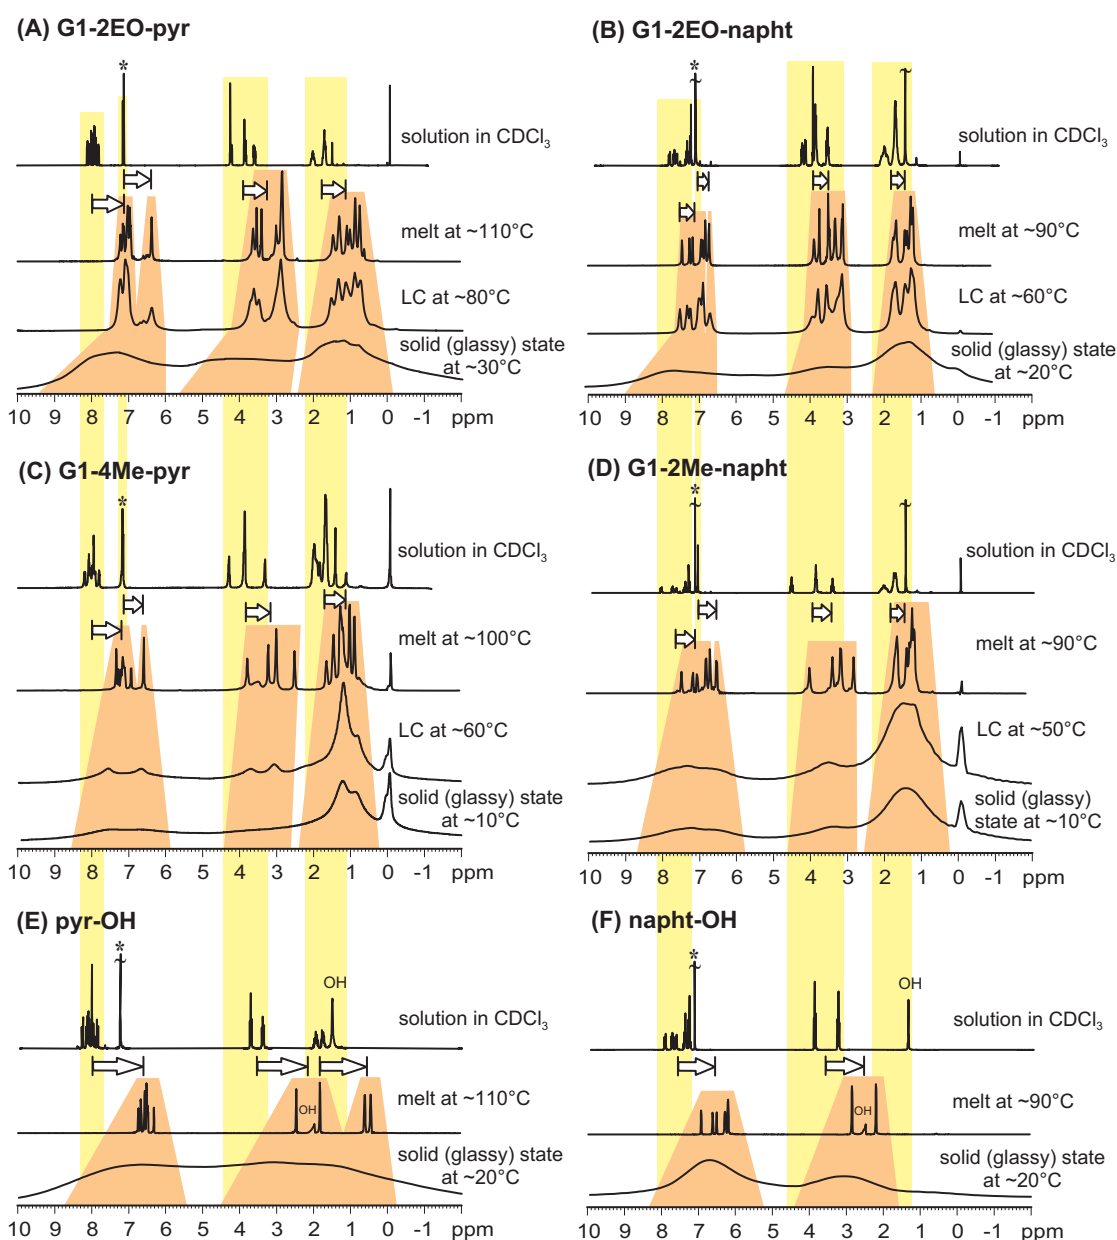 (A) G1-2EO-pyr
*
solution in CDCl3
melt at ~110°C
LC at ~80°C
solid (glassy) state
at ~30°C
10 9 8 7 6 5 4 3 2 1 0 -1 ppm
(B) G1-2EO-napht
*
~
~
solution in CDCl3
melt at ~90°C
LC at ~60°C
solid (glassy) state
at ~20°C
10 9 8 7 6 5 4 3 2 1 0 -1 ppm
(C) G1-4Me-pyr
*
solution in CDCl3
melt at ~100°C
LC at ~60°C
solid (glassy) state
at ~10°C
10 9 8 7 6 5 4 3 2 1 0 -1 ppm
(D) G1-2Me-napht
*
~
~
solution in CDCl3
melt at ~90°C
LC at ~50°C
solid (glassy)
state at ~10°C
10 9 8 7 6 5 4 3 2 1 0 -1 ppm
(E) pyr-OH
*
~
OH
solution in CDCl3
melt at ~110°C
OH
solid (glassy) state
at ~20°C
10 9 8 7 6 5 4 3 2 1 0 -1 ppm
(F) napht-OH
*
~
OH
solution in CDCl3
melt at ~90°C
OH
solid (glassy) state
at ~20°C
10 9 8 7 6 5 4 3 2 1 0 -1 ppm